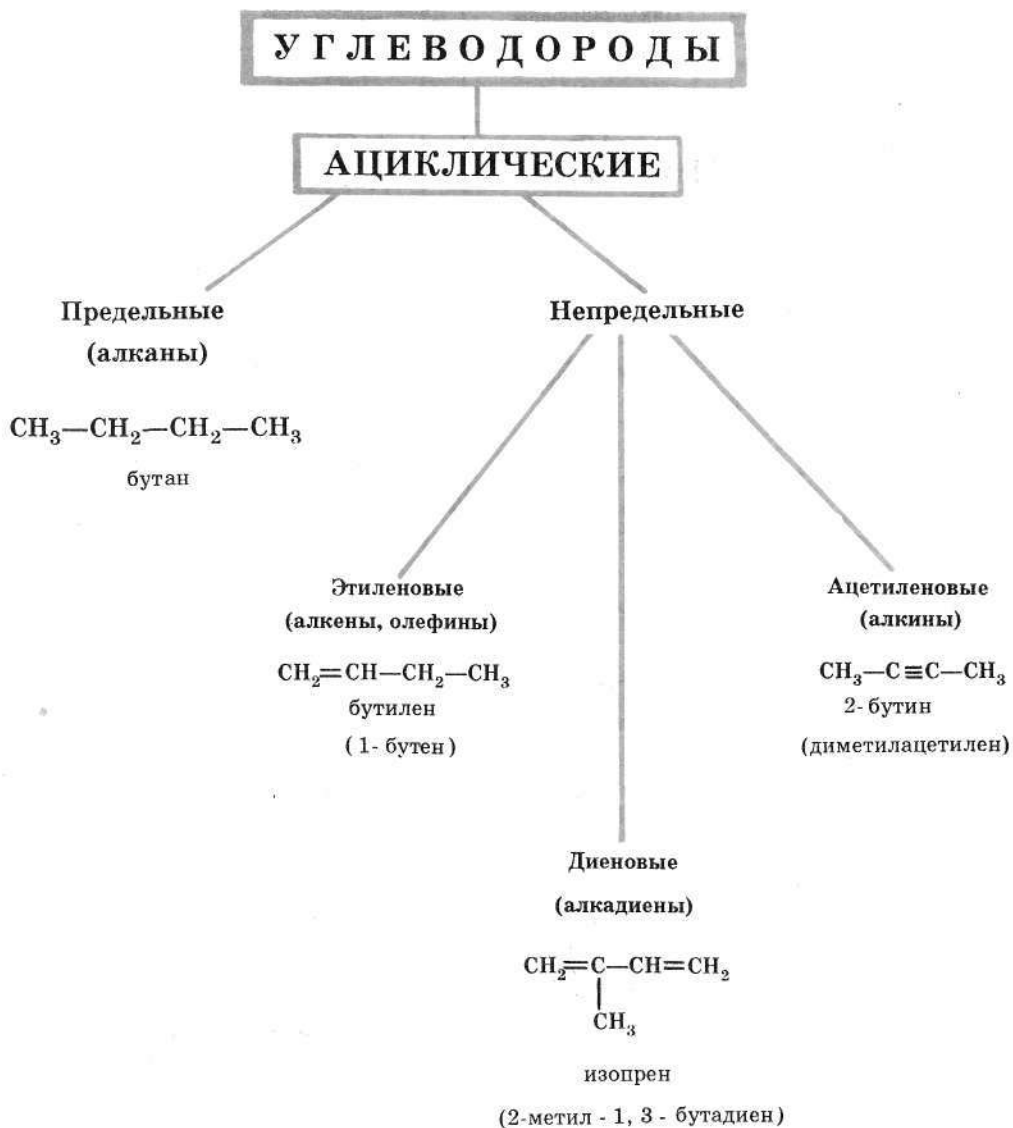 УГЛЕВОДОРОДЫ
АЦИКЛИЧЕСКИЕ
Предельные
(алканы)
CH₃—CH₂—CH₂—CH₃
бутан
Непредельные
Этиленовые
(алкены, олефины)
CH₂=CH—CH₂—CH₃
бутилен
(1- бутен)
Ацетиленовые
(алкины)
CH₃—C≡C—CH₃
2- бутин
(диметилацетилен)
Диеновые
(алкадиены)
CH₂=C—CH=CH₂
CH₃
изопрен
(2-метил - 1, 3 - бутадиен)